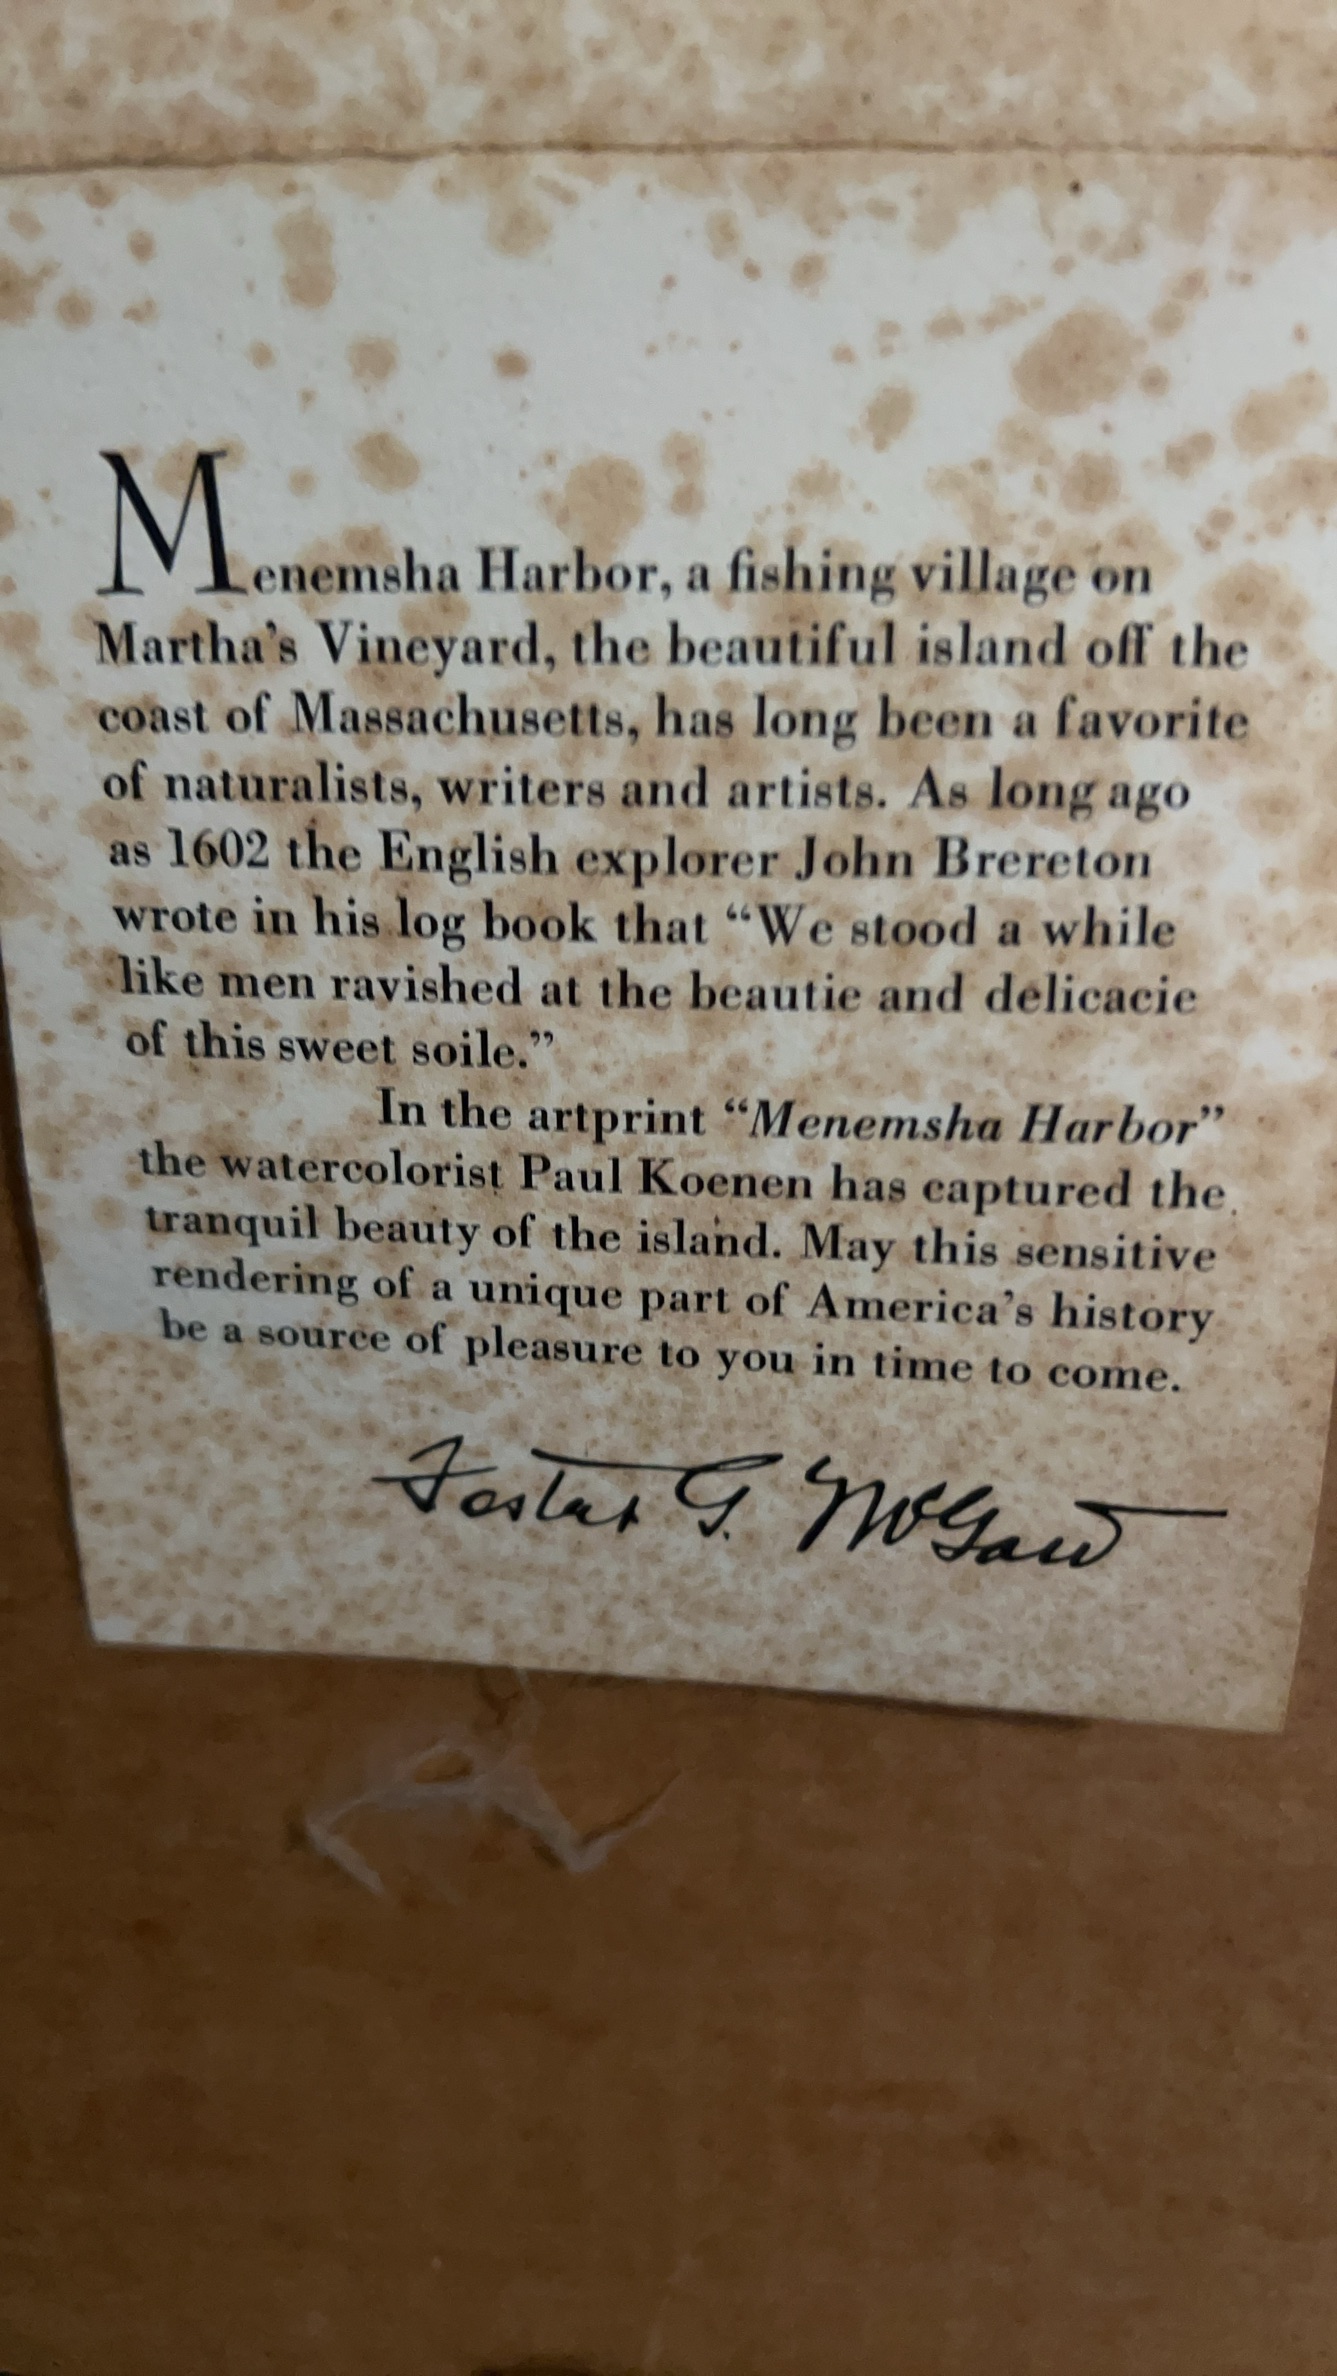 Menemsha Harbor, a fishing village on
Martha's Vineyard, the beautiful island off the
coast of Massachusetts, has long been a favorite
of naturalists, writers and artists. As long ago
as 1602 the English explorer John Brereton
wrote in his log book that “We stood a while
like men ravished at the beautie and delicacie
of this sweet soile.”
In the artprint “Menemsha Harbor”
the watercolorist Paul Koenen has captured the
tranquil beauty of the island. May this sensitive
rendering of a unique part of America's history
be a source of pleasure to you in time to come.
Foster G. McGaw